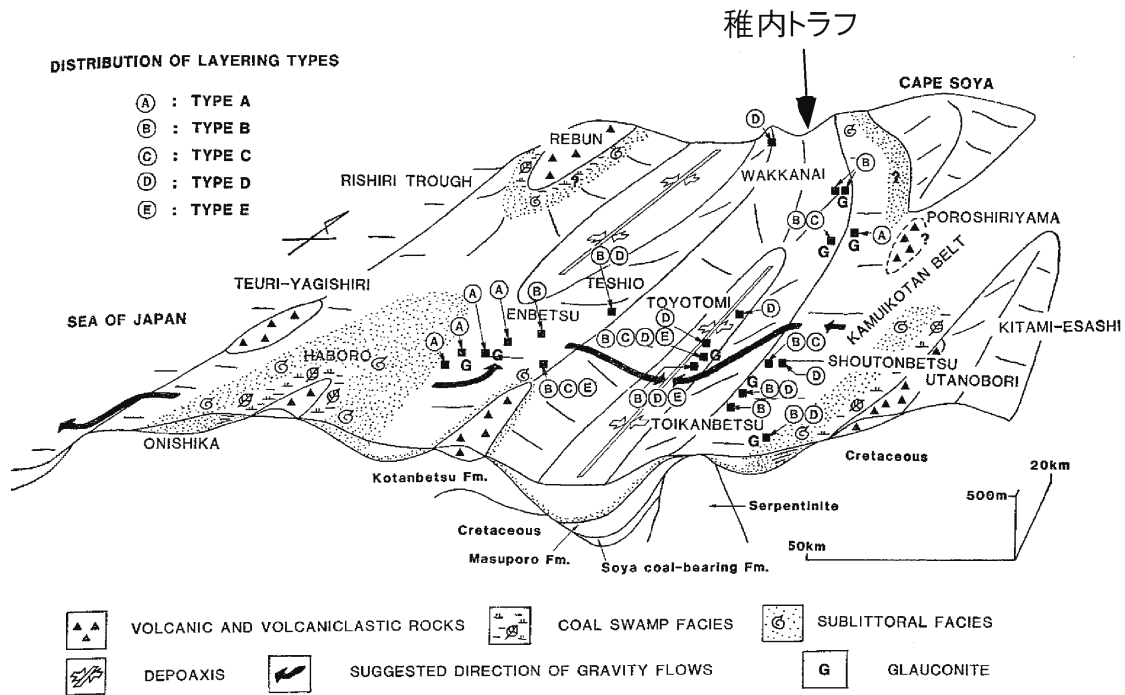 稚内トラフ
DISTRIBUTION OF LAYERING TYPES
A : TYPE A
B : TYPE B
C : TYPE C
D : TYPE D
E : TYPE E
CAPE SOYA
D
REBUN
?
RISHIRI TROUGH
WAKKANAI
B
G
?
B C
G
A
G
POROSHIRIYAMA
?
KAMUIKOTAN BELT
B D
TESHIO
TEURI-YAGISHIRI
A
A
B
ENBETSU
TOYOTOMI
D
D
SEA OF JAPAN
KITAMI-ESASHI
A
A
G
G
B C D E
G
B C
SHOUTONBETSU
D
HABORO
UTANOBORI
B C E
B D E
G
B D
B
B D
TOIKANBETSU
G
ONISHIKA
Cretaceous
Kotanbetsu Fm.
20km
500m
Serpentinite
Cretaceous
Masuporo Fm.
Soya coal-bearing Fm.
50km
VOLCANIC AND VOLCANICLASTIC ROCKS
COAL SWAMP FACIES
SUBLITTORAL FACIES
DEPOAXIS
SUGGESTED DIRECTION OF GRAVITY FLOWS
G
GLAUCONITE